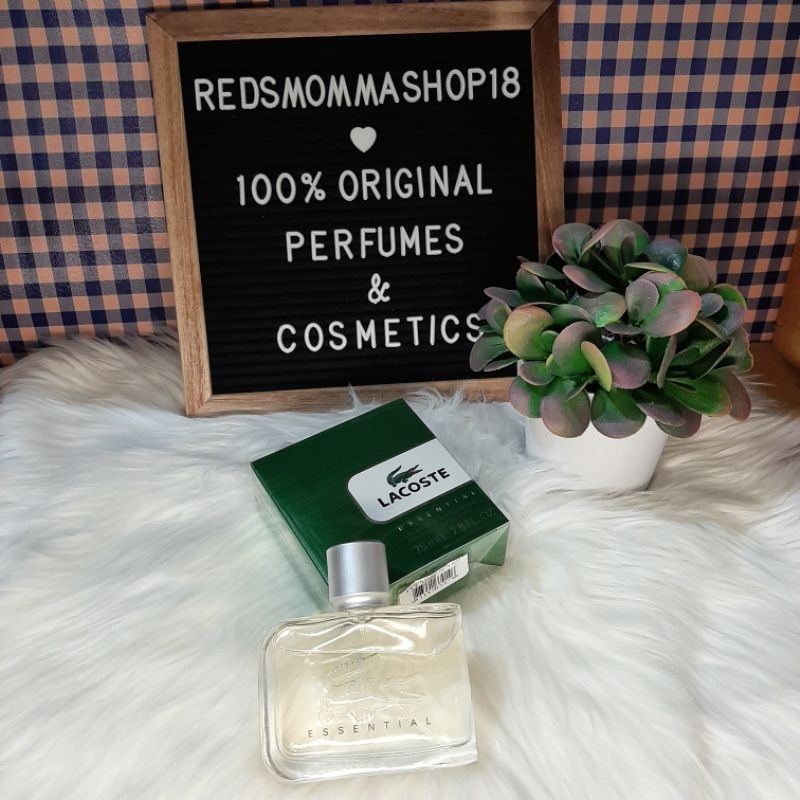 REDSMOMMASHOP18
100% ORIGINAL
PERFUMES
&
COSMETICS
LACOSTE
ESSENTIAL
75 ml 2.5 FL. OZ.
ESSENTIAL